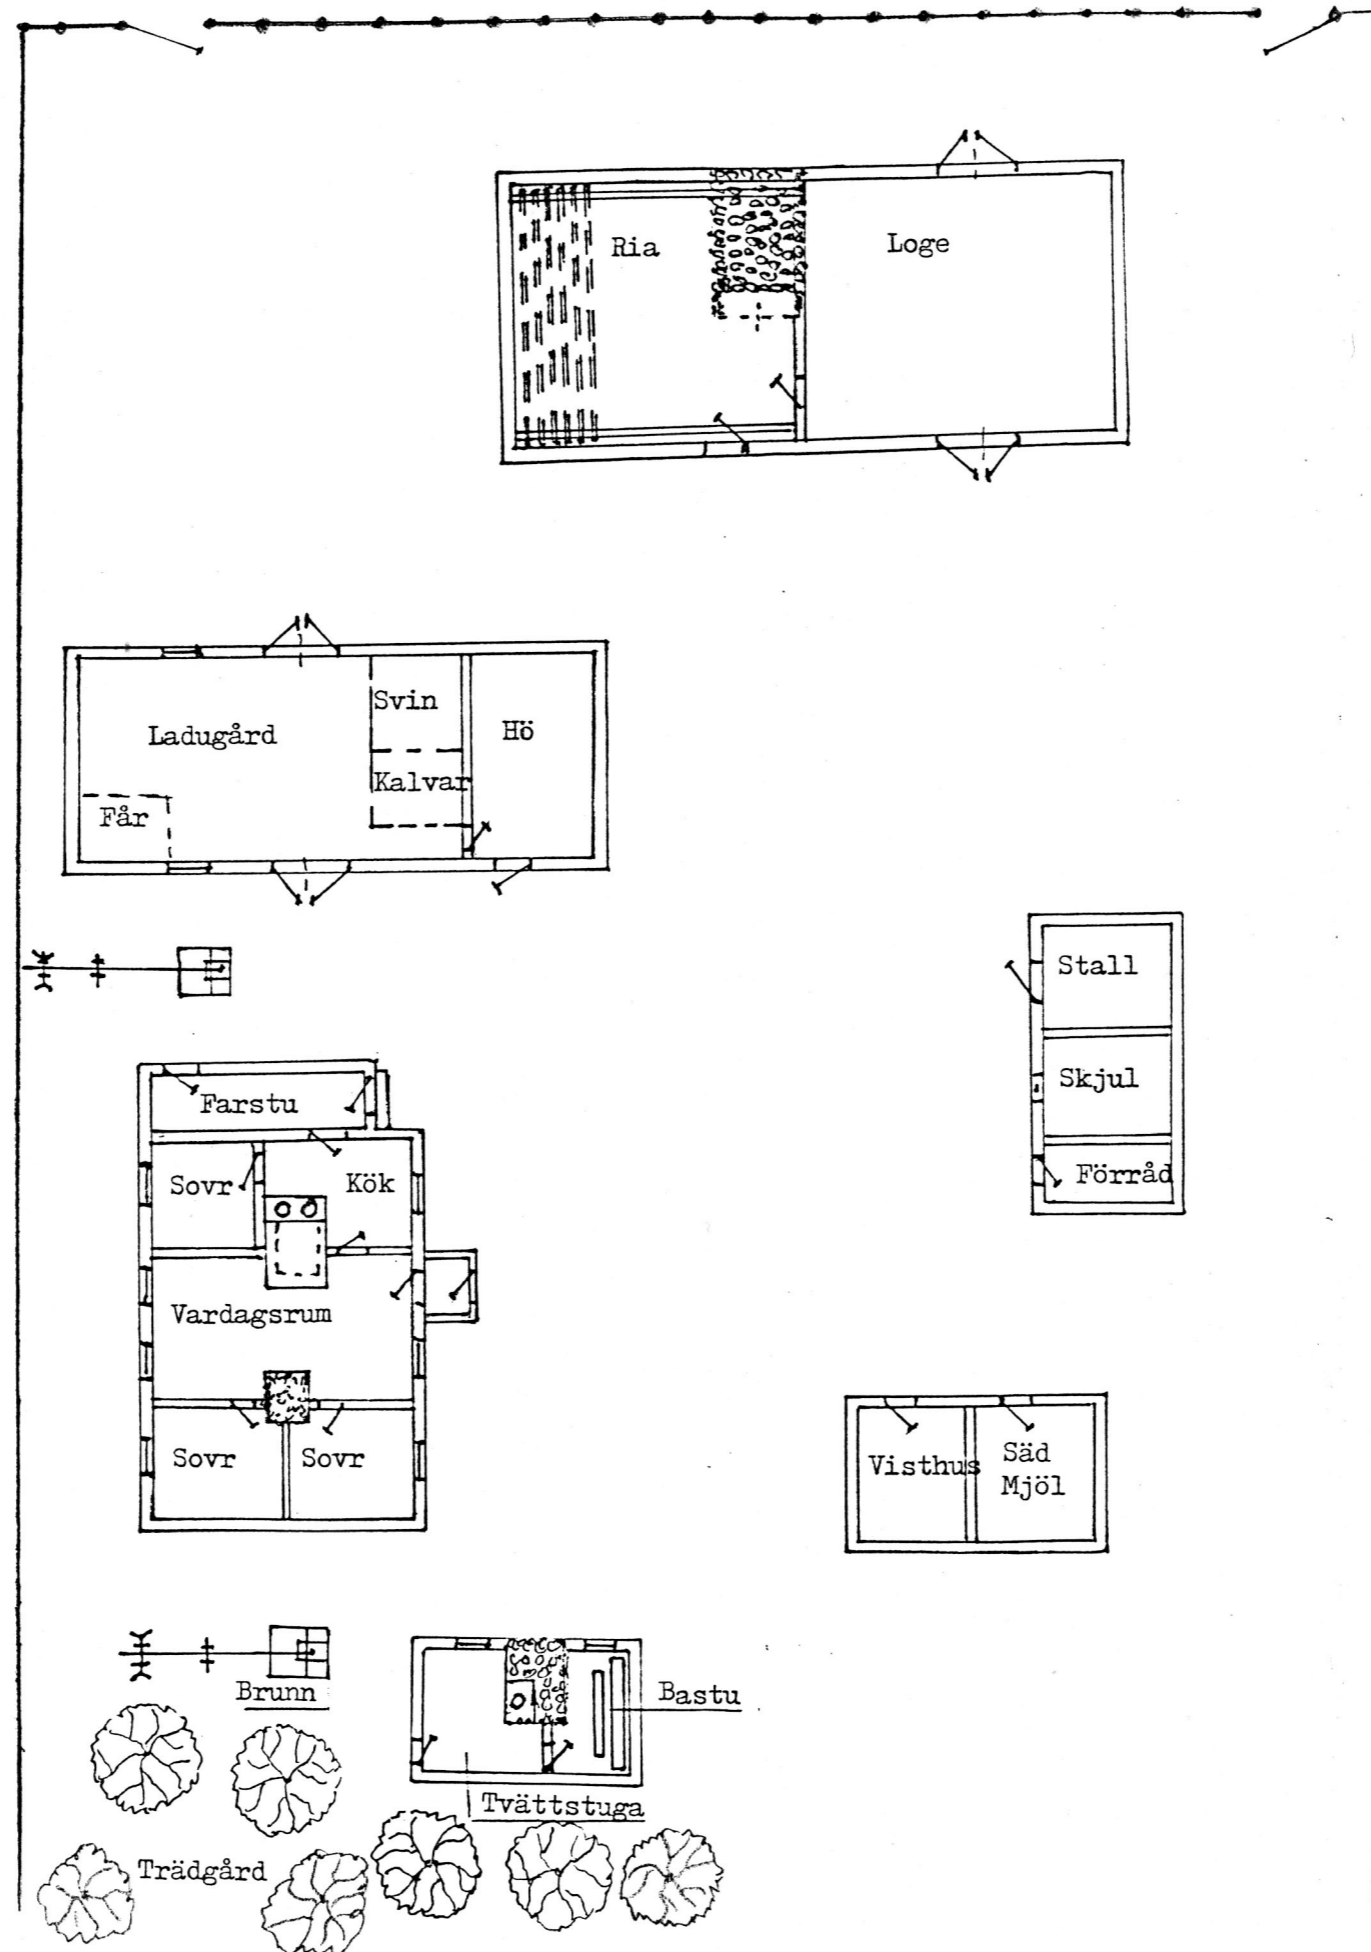 Ria
Loge
Ladugård
Svin
Hö
Kalvar
Får
Stall
Skjul
Förråd
Farstu
Sovr
Kök
Vardagsrum
Sovr
Sovr
Visthus
Säd
Mjöl
Brunn
Bastu
Tvättstuga
Trädgård